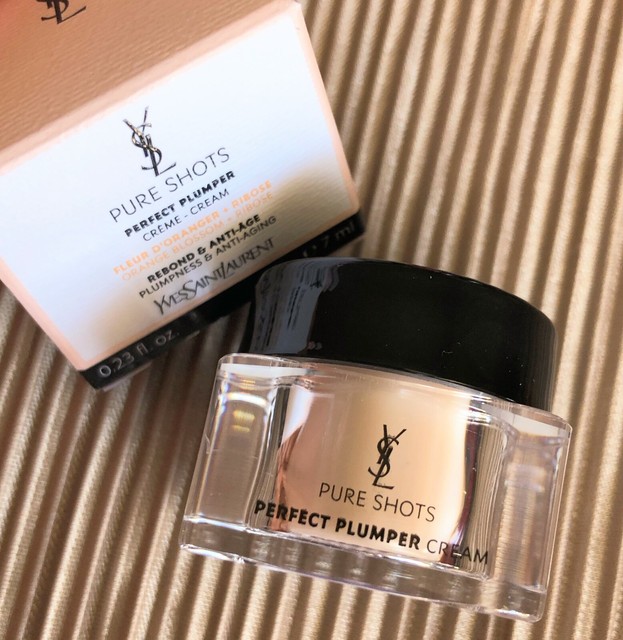 YSL
YSL
PURE SHOTS
PERFECT PLUMPER
CRÈME - CREAM
FLEUR D'ORANGER + RIBOSE
ORANGE BLOSSOM + RIBOSE
REBOND & ANTI-ÂGE
PLUMPNESS & ANTI-AGING
YVESSAINTLAURENT
0.23 fl. oz. 7 ml
YSL
PURE SHOTS
PERFECT PLUMPER CREAM